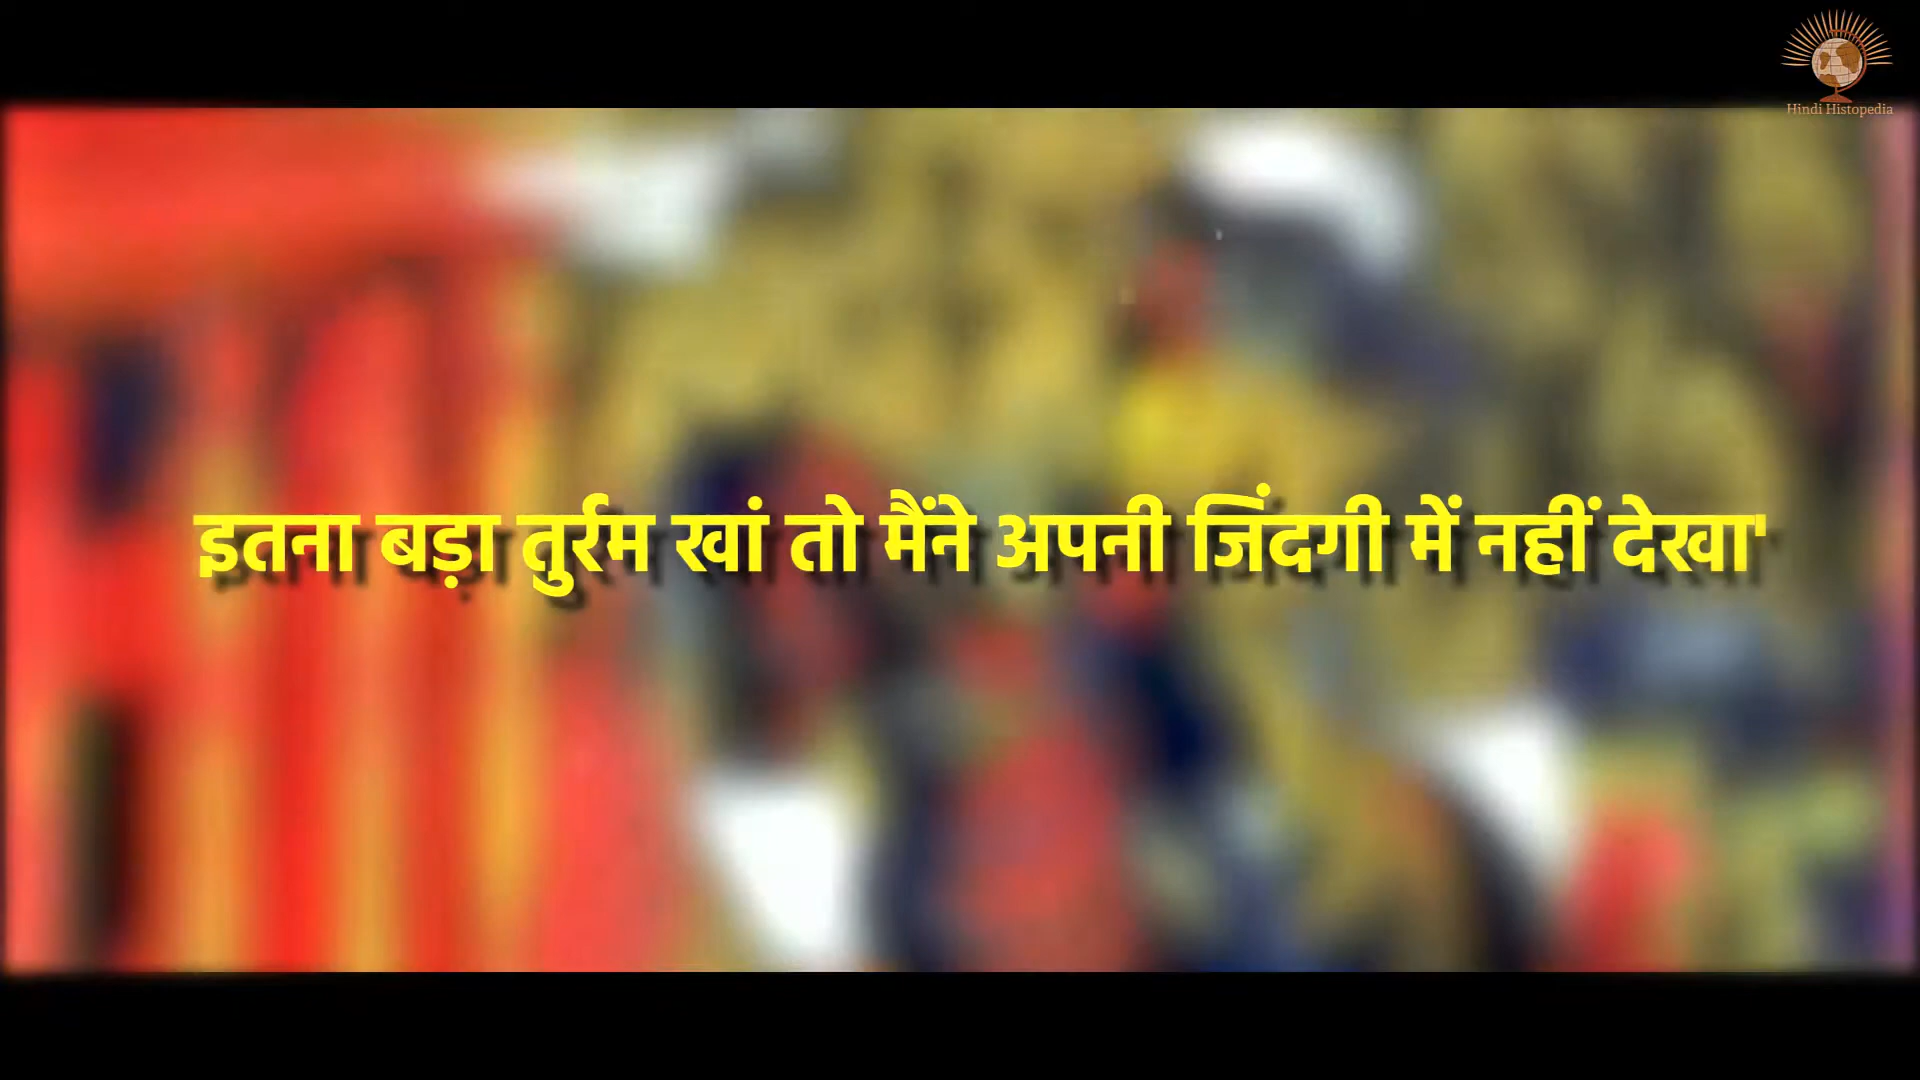 Hindi Histopedia
इतना बड़ा तुर्रम खां तो मैंने अपनी जिंदगी में नहीं देखा'